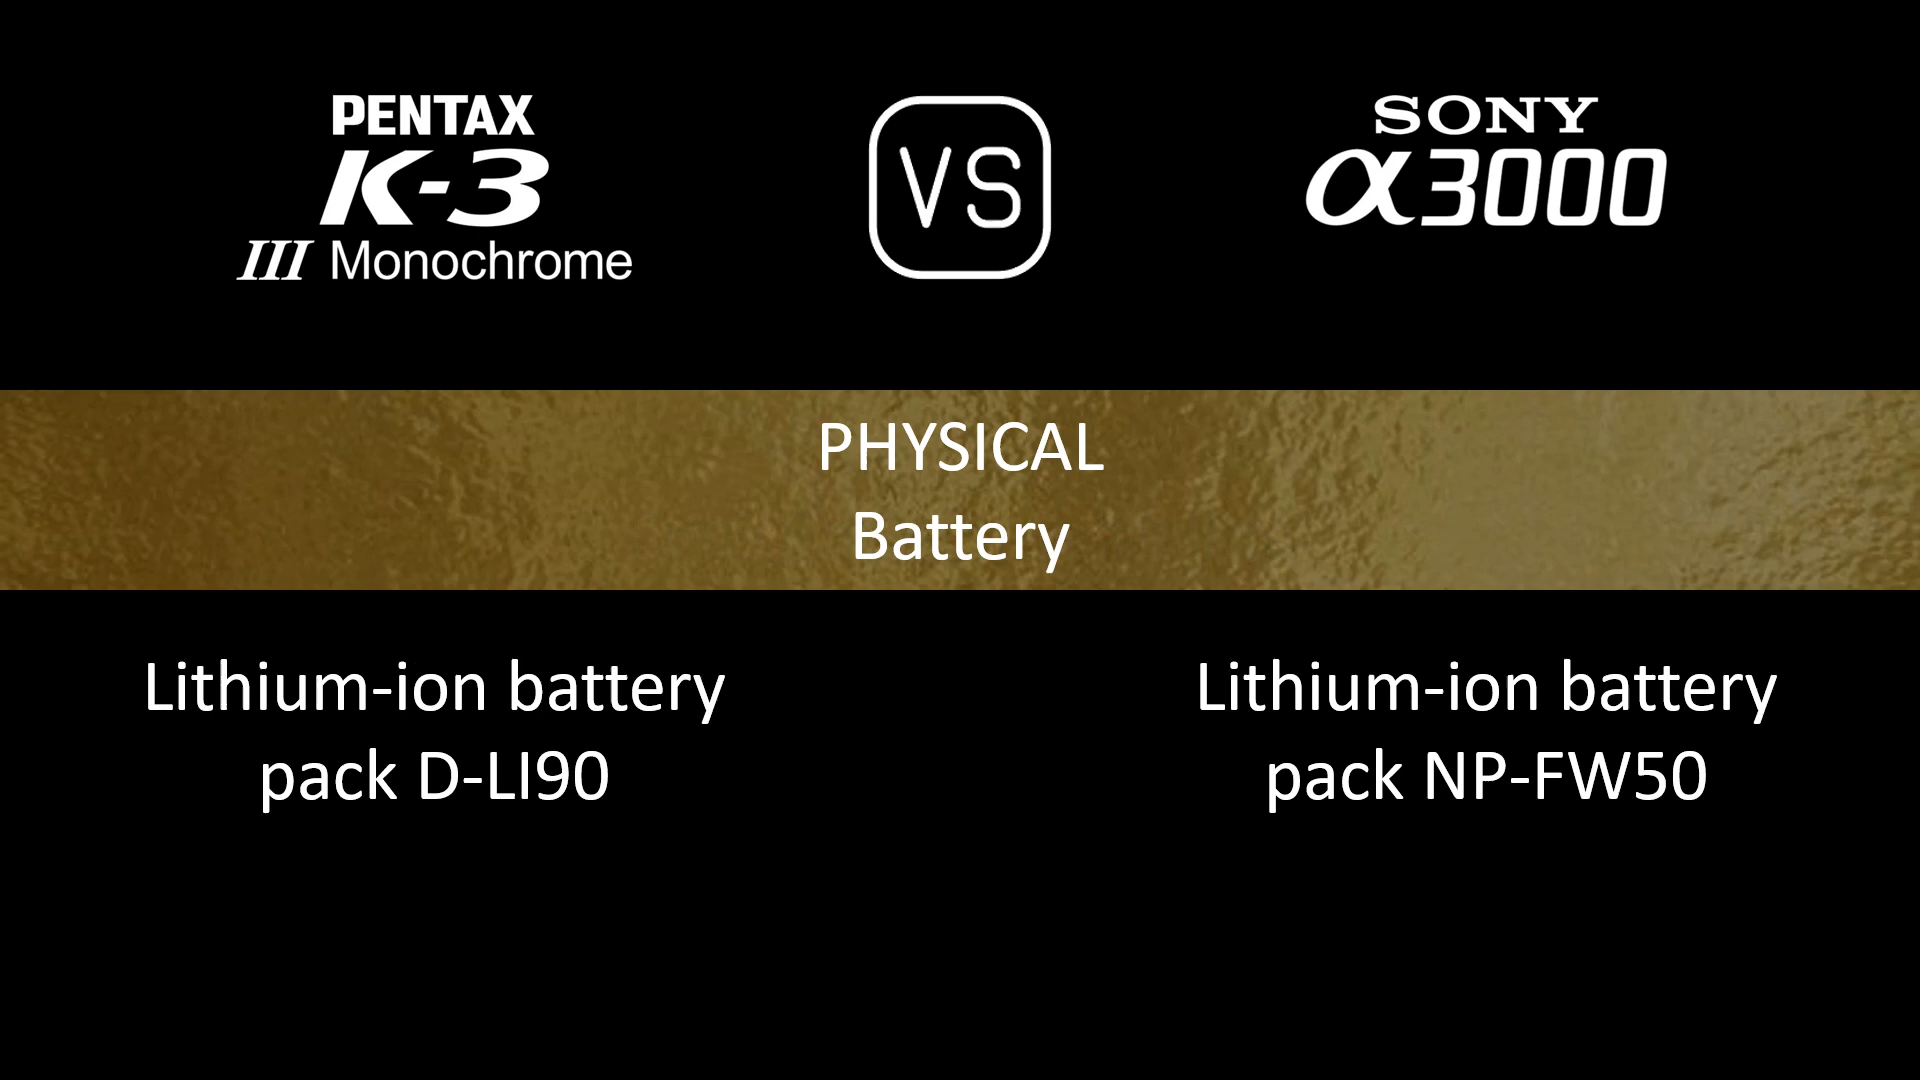 PENTAX
K-3
III Monochrome
VS
SONY
α3000
PHYSICAL
Battery
Lithium-ion battery
pack D-LI90
Lithium-ion battery
pack NP-FW50